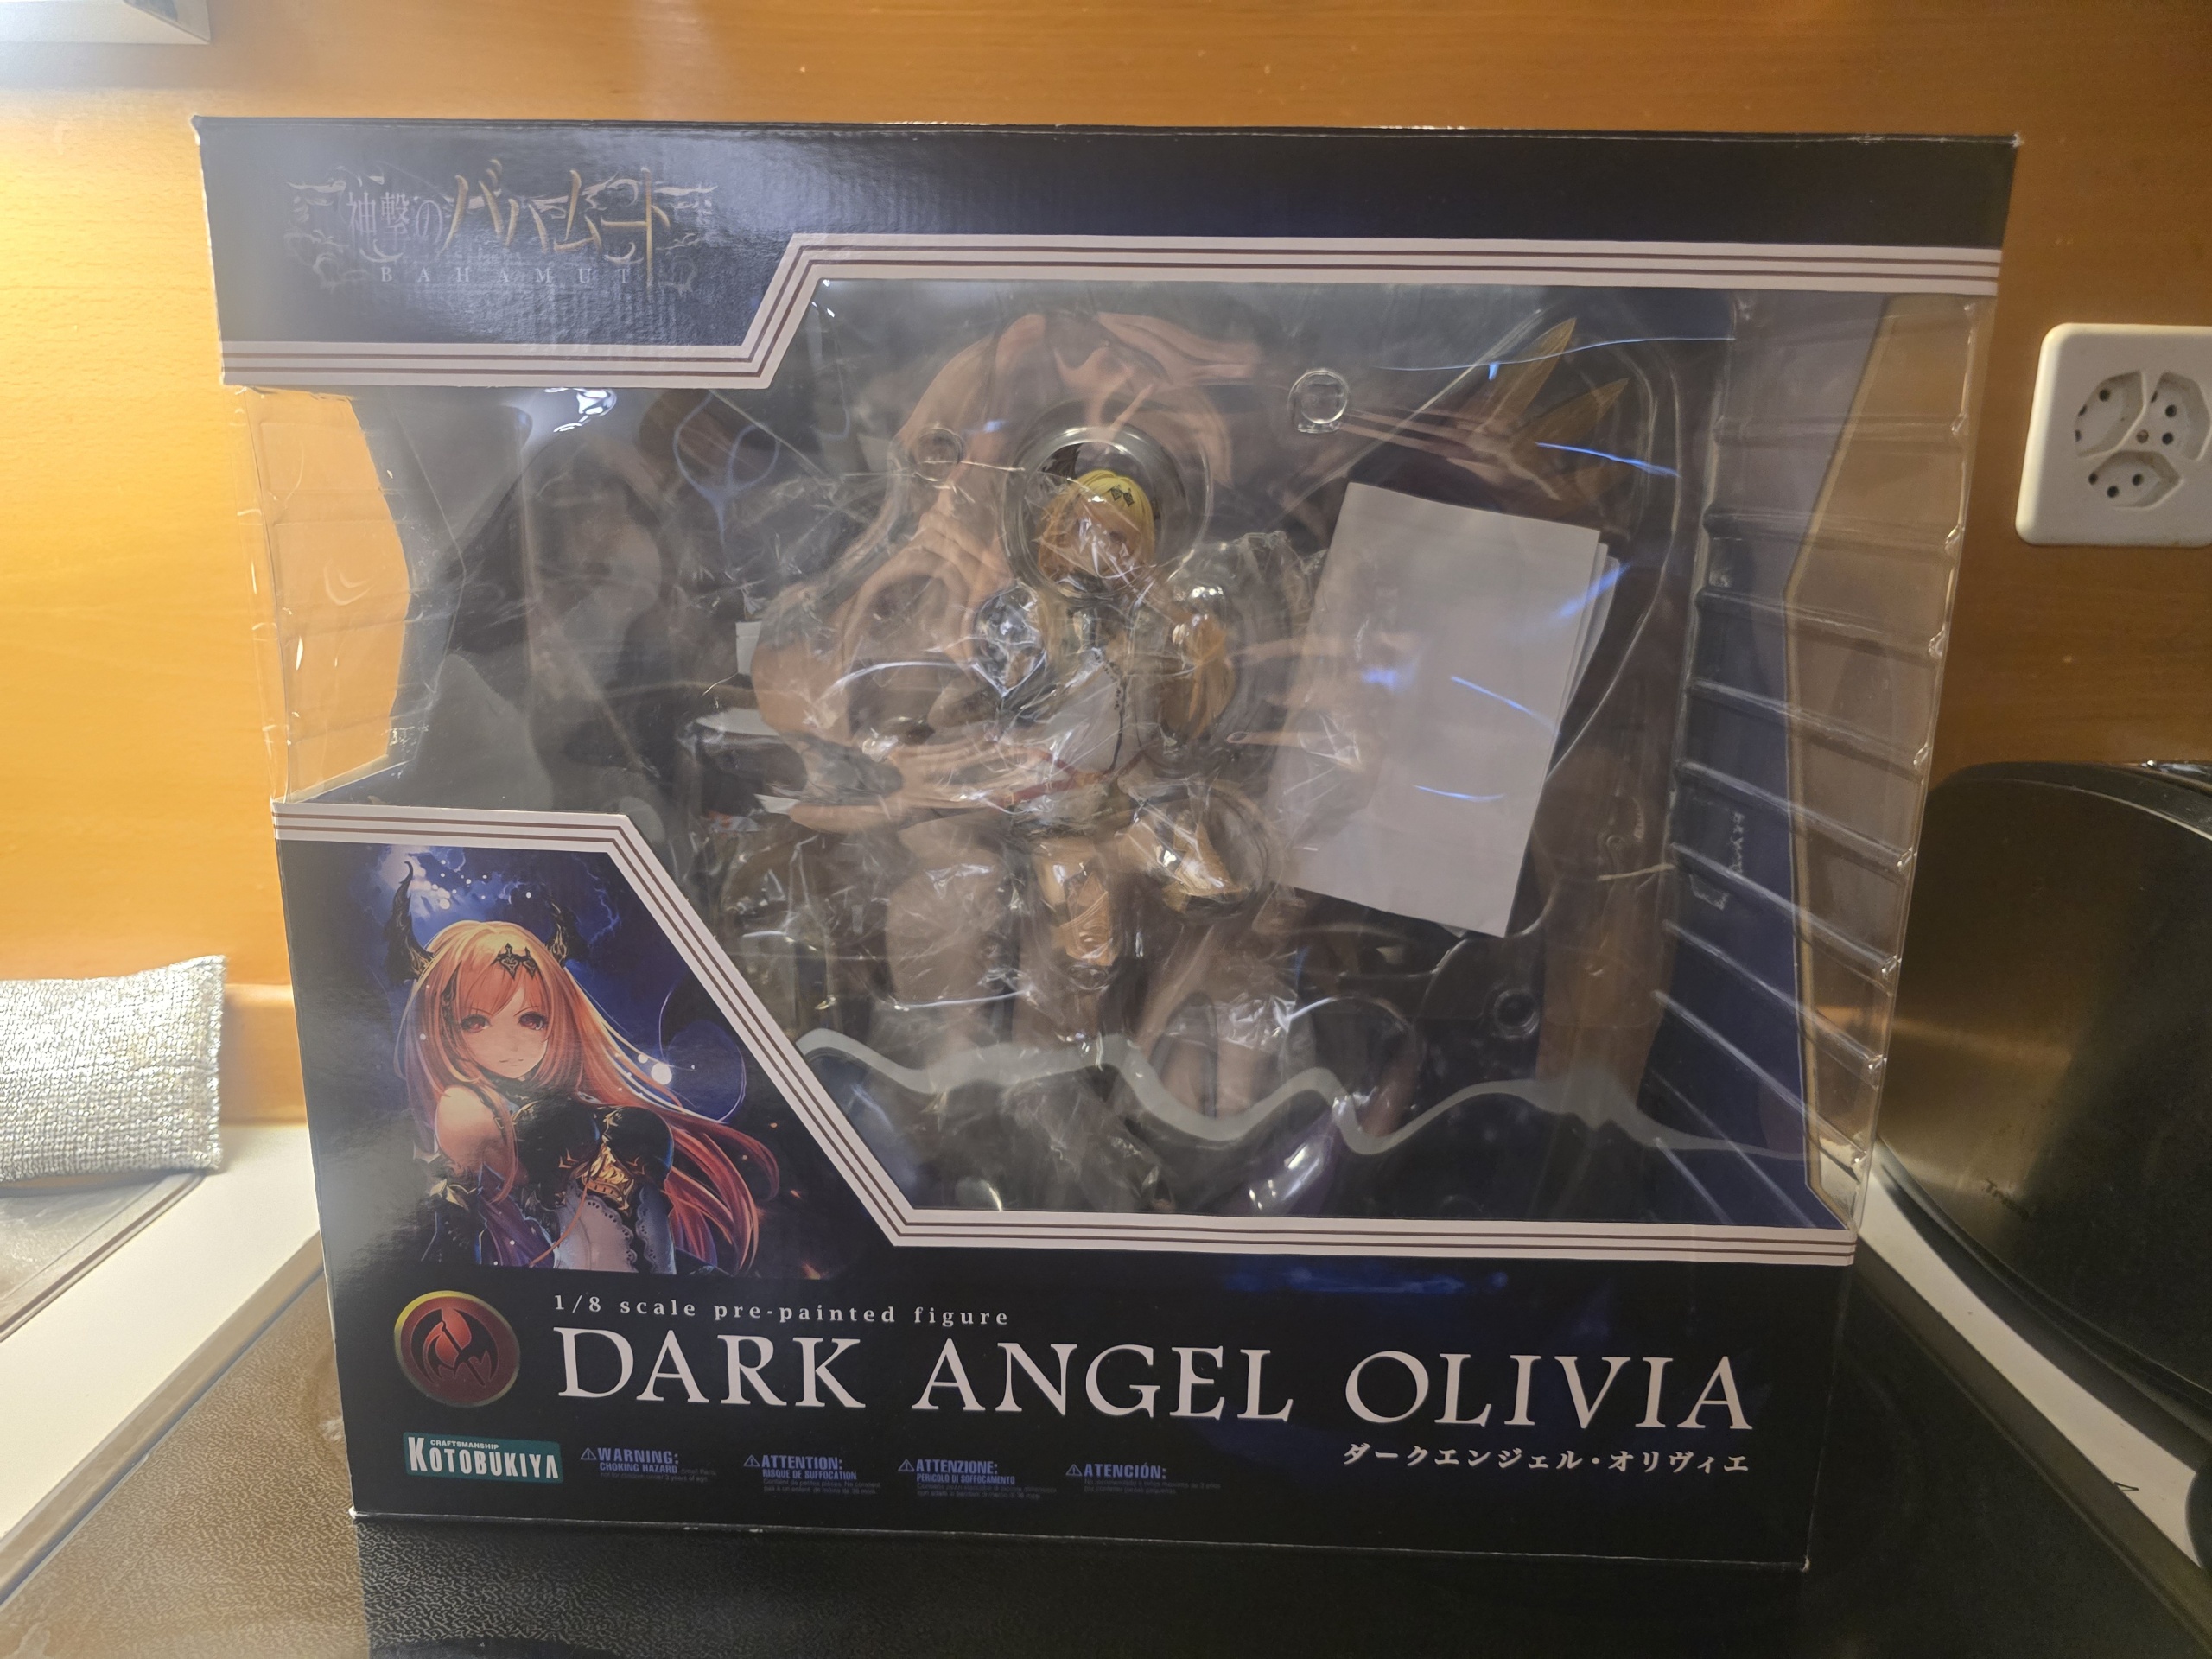 神撃のバハムート
BAHAMUT
1/8 scale pre-painted figure
DARK ANGEL OLIVIA
ダークエンジェル・オリヴィエ
CRAFTSMANSHIP
KOTOBUKIYA
⚠WARNING:
CHOKING HAZARD
⚠ATTENTION:
RISQUE DE SUFFOCATION
⚠ATTENZIONE:
PERICOLO DI SOFFOCAMENTO
⚠ATENCIÓN: